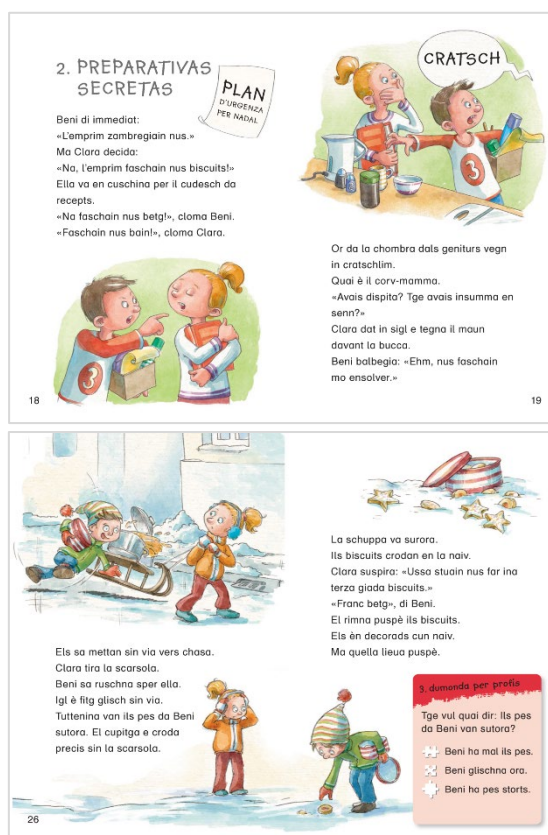 2. PREPARATIVAS
SECRETAS
PLAN
D'URGENZA
PER NADAL
Beni di immediat:
«L'emprim zambregiain nus.»
Ma Clara decida:
«Na, l'emprim faschain nus biscuits!»
Ella va en cuschina per il cudesch da
recepts.
«Na faschain nus betg!», cloma Beni.
«Faschain nus bain!», cloma Clara.
3
18
CRATSCH
3
Or da la chombra dals geniturs vegn
in cratschlim.
Quai è il corv-mamma.
«Avais dispita? Tge avais insumma en
senn?»
Clara dat in sigl e tegna il maun
davant la bucca.
Beni balbegia: «Ehm, nus faschain
mo ensolver.»
19
Els sa mettan sin via vers chasa.
Clara tira la scarsola.
Beni sa ruschna sper ella.
Igl è fitg glisch sin via.
Tuttenina van ils pes da Beni
sutora. El cupitga e croda
precis sin la scarsola.
26
La schuppa va surora.
Ils biscuits crodan en la naiv.
Clara suspira: «Ussa stuain nus far ina
terza giada biscuits.»
«Franc betg», di Beni.
El rimna puspè ils biscuits.
Els èn decorads cun naiv.
Ma quella lieua puspè.
3. dumonda per profis
Tge vul quai dir: Ils pes
da Beni van sutora?
Beni ha mal ils pes.
Beni glischna ora.
Beni ha pes storts.